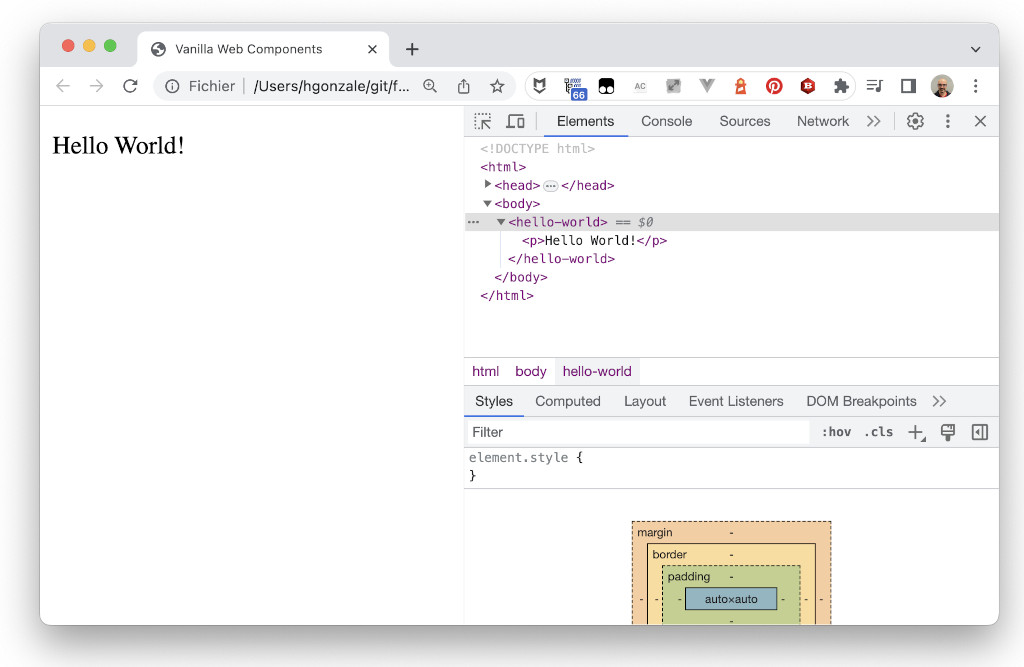 Vanilla Web Components
Fichier /Users/hgonzale/git/f... AC 66
Elements Console Sources Network
<!DOCTYPE html>
<html>
<head> ... </head>
<body>
... <hello-world> == $0
<p>Hello World!</p>
</hello-world>
</body>
</html>
Hello World!
html body hello-world
Styles Computed Layout Event Listeners DOM Breakpoints
Filter :hov .cls
element.style {
}
margin -
border -
padding -
- - - auto×auto - - -
-